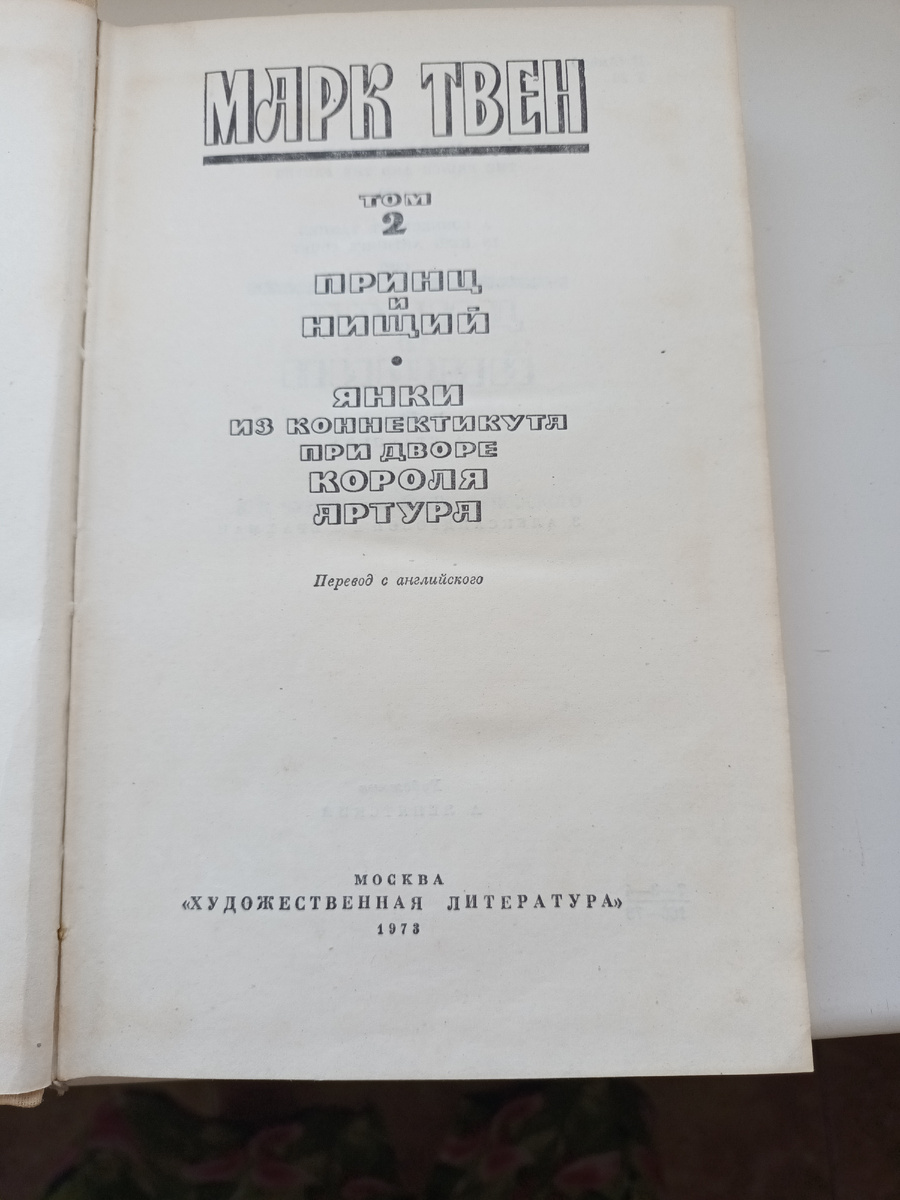 МАРК ТВЕН
ТОМ
2
ПРИНЦ
И
НИЩИЙ
•
ЯНКИ
ИЗ КОННЕКТИКУТА
ПРИ ДВОРЕ
КОРОЛЯ
АРТУРА
Перевод с английского
МОСКВА
«ХУДОЖЕСТВЕННАЯ ЛИТЕРАТУРА»
1973